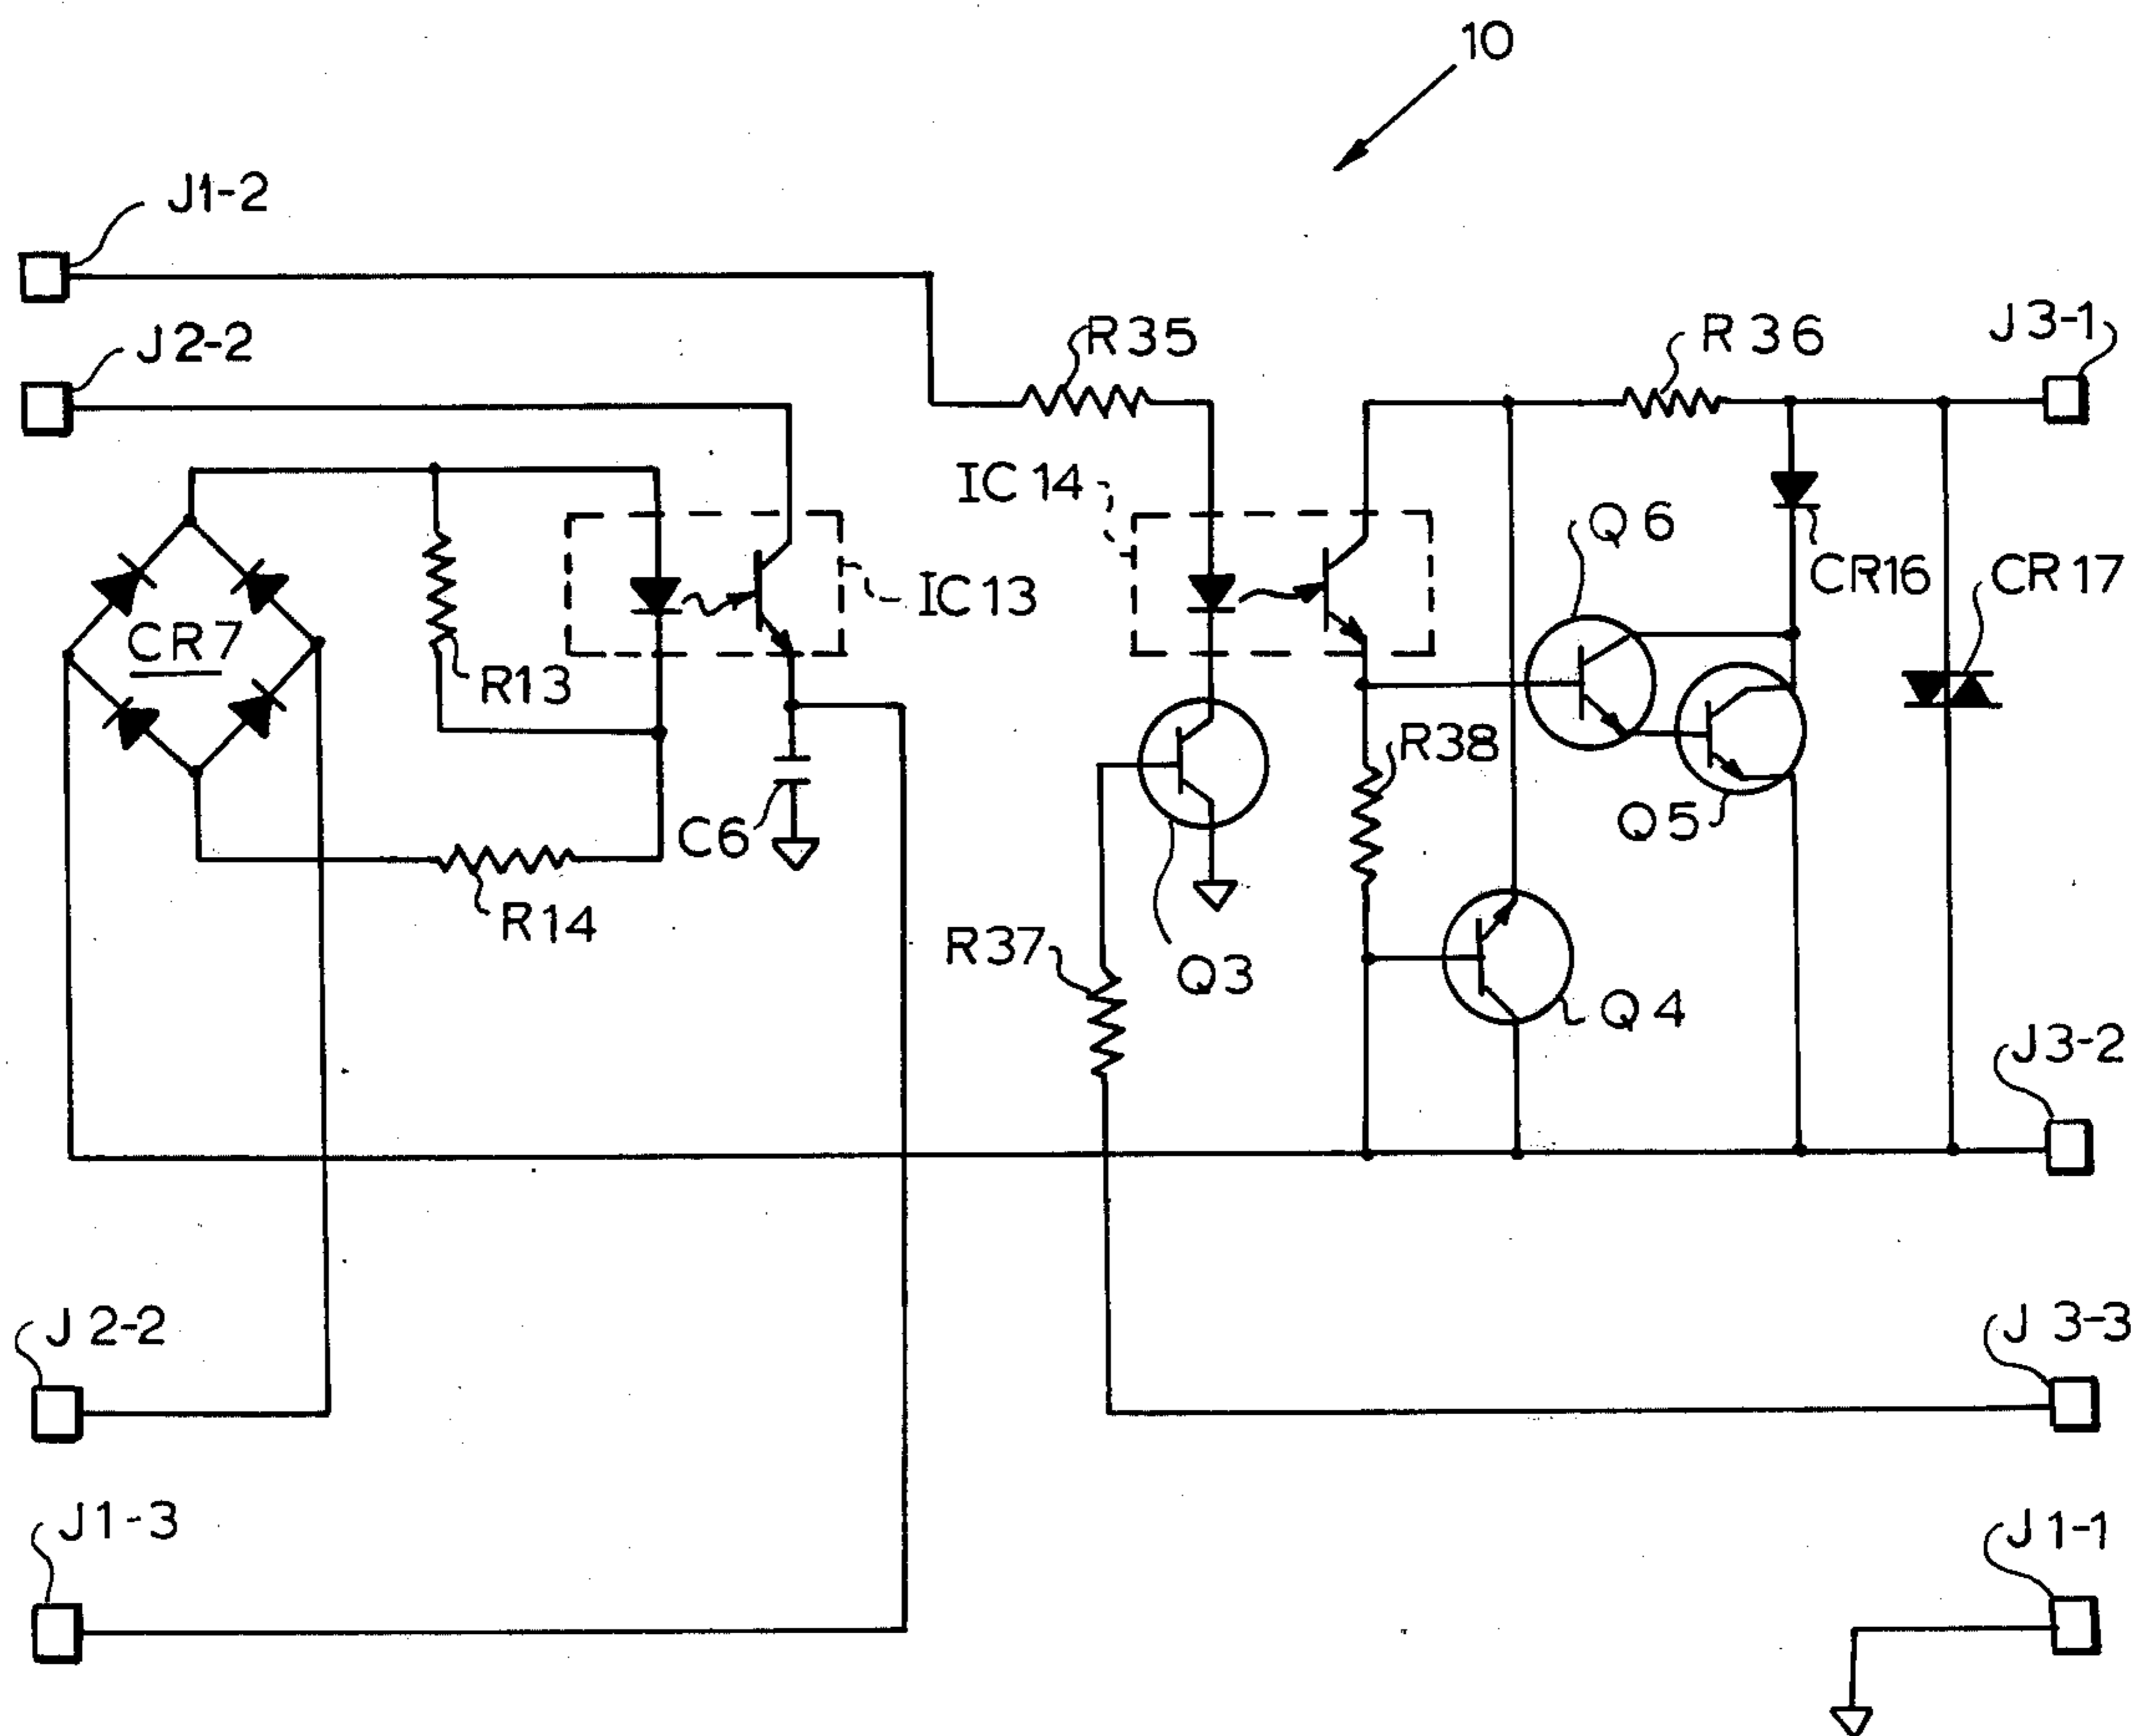 10
J1-2
J2-2
R35
R36
J3-1
IC14
Q6
CR16
CR17
IC13
CR7
R13
R38
Q5
C6
R14
R37
Q3
Q4
J3-2
J2-2
J3-3
J1-3
J1-1